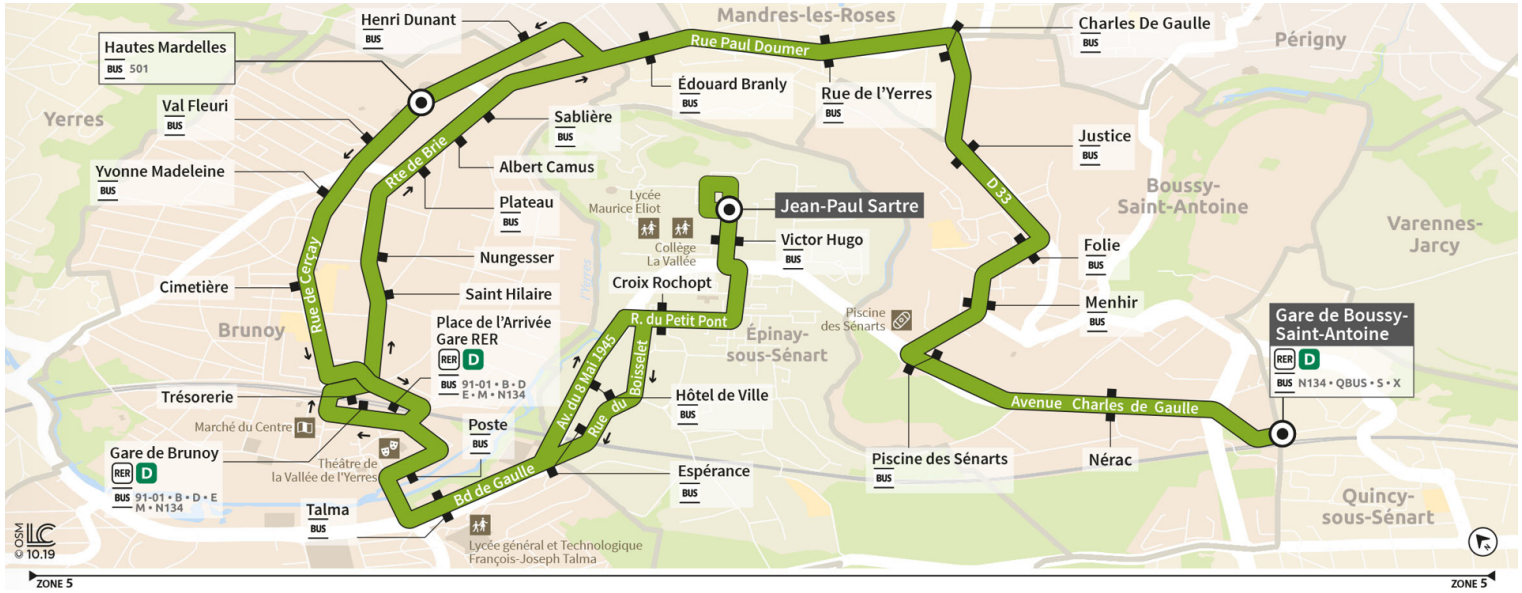 Henri Dunant
BUS
Mandres-les-Roses
Charles De Gaulle
BUS
Périgny
Hautes Mardelles
BUS 501
Rue Paul Doumer
Édouard Branly
BUS
Rue de l'Yerres
BUS
Val Fleuri
BUS
Yerres
Sablière
BUS
Justice
BUS
Yvonne Madeleine
BUS
Rte de Brie
Albert Camus
Plateau
BUS
Lycée
Maurice Eliot
Collège
La Vallée
Jean-Paul Sartre
D 33
Boussy-
Saint-Antoine
Varennes-
Jarcy
Victor Hugo
BUS
Folie
BUS
Rue de Cerçay
Nungesser
l'Yerres
Cimetière
Saint Hilaire
Croix Rochopt
Menhir
BUS
Brunoy
Place de l'Arrivée
Gare RER
RER D
BUS 91-01 • B • D
E • M • N134
R. du Petit Pont
Épinay-
sous-Sénart
Piscine
des Sénarts
Gare de Boussy-
Saint-Antoine
RER D
BUS N134 • QBUS • S • X
Av. du 8 Mai 1945
Rue du Boisselet
Hôtel de Ville
BUS
Trésorerie
Marché du Centre
Avenue Charles de Gaulle
Poste
BUS
Gare de Brunoy
RER D
BUS 91-01 • B • D • E
M • N134
Théâtre de
la Vallée de l'Yerres
Bd de Gaulle
Espérance
BUS
Piscine des Sénarts
BUS
Nérac
Talma
BUS
Quincy-
sous-Sénart
Lycée général et Technologique
François-Joseph Talma
© OSM
LC
10.19
N
ZONE 5
ZONE 5